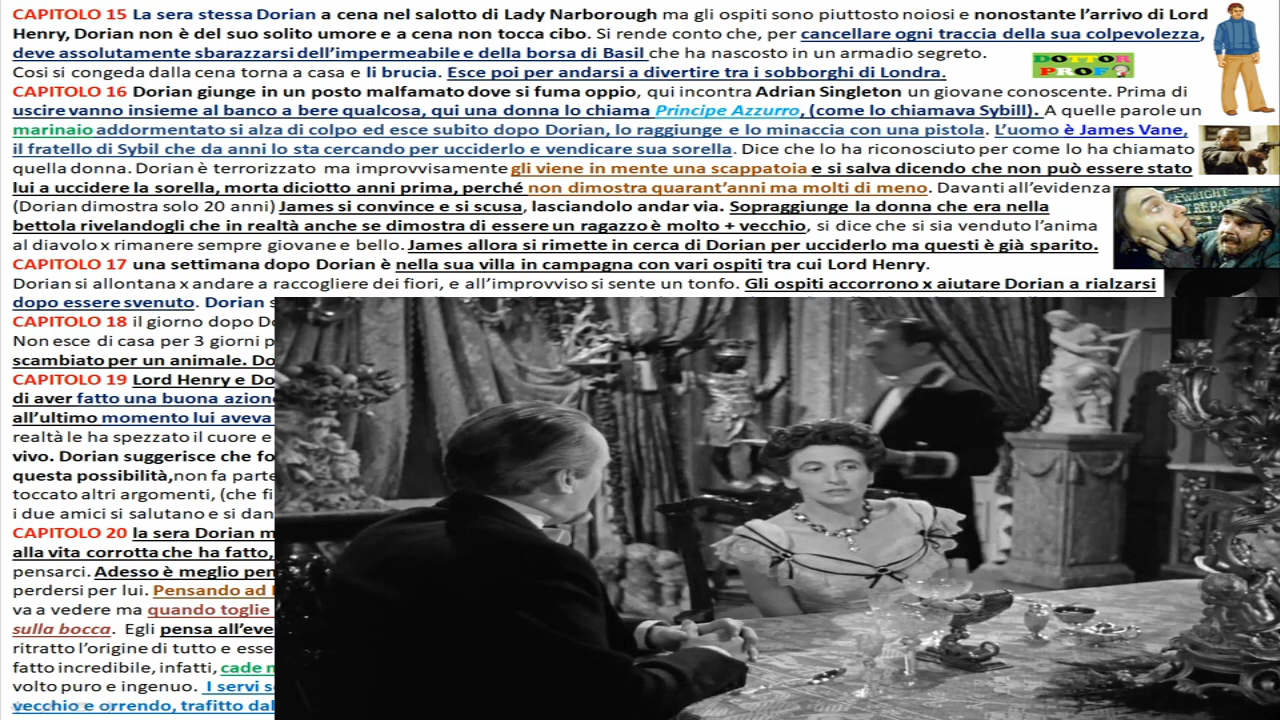 CAPITOLO 15 La sera stessa Dorian a cena nel salotto di Lady Narborough ma gli ospiti sono piuttosto noiosi e nonostante l’arrivo di Lord
Henry, Dorian non è del suo solito umore e a cena non tocca cibo. Si rende conto che, per cancellare ogni traccia della sua colpevolezza,
deve assolutamente sbarazzarsi dell’impermeabile e della borsa di Basil che ha nascosto in un armadio segreto.
Cosi si congeda dalla cena torna a casa e li brucia. Esce poi per andarsi a divertire tra i sobborghi di Londra.
DOTTOR
PROF
CAPITOLO 16 Dorian giunge in un posto malfamato dove si fuma oppio, qui incontra Adrian Singleton un giovane conoscente. Prima di
uscire vanno insieme al banco a bere qualcosa, qui una donna lo chiama Principe Azzurro, (come lo chiamava Sybill). A quelle parole un
marinaio addormentato si alza di colpo ed esce subito dopo Dorian, lo raggiunge e lo minaccia con una pistola. L’uomo è James Vane,
il fratello di Sybil che da anni lo sta cercando per ucciderlo e vendicare sua sorella. Dice che lo ha riconosciuto per come lo ha chiamato
quella donna. Dorian è terrorizzato ma improvvisamente gli viene in mente una scappatoia e si salva dicendo che non può essere stato
lui a uccidere la sorella, morta diciotto anni prima, perché non dimostra quarant’anni ma molti di meno. Davanti all’evidenza
(Dorian dimostra solo 20 anni) James si convince e si scusa, lasciandolo andar via. Sopraggiunge la donna che era nella
bettola rivelandogli che in realtà anche se dimostra di essere un ragazzo è molto + vecchio, si dice che si sia venduto l’anima
al diavolo x rimanere sempre giovane e bello. James allora si rimette in cerca di Dorian per ucciderlo ma questi è già sparito.
CAPITOLO 17 una settimana dopo Dorian è nella sua villa in campagna con vari ospiti tra cui Lord Henry.
Dorian si allontana x andare a raccogliere dei fiori, e all’improvviso si sente un tonfo. Gli ospiti accorrono x aiutare Dorian a rialzarsi
dopo essere svenuto. Dorian
CAPITOLO 18 il giorno dopo
Non esce di casa per 3 giorni
scambiato per un animale.
CAPITOLO 19 Lord Henry e
di aver fatto una buona
all’ultimo momento lui aveva
realtà le ha spezzato il cuore e
vivo. Dorian suggerisce che
questa possibilità, non fa
toccato altri argomenti, (che
i due amici si salutano e si
CAPITOLO 20 la sera Dorian
alla vita corrotta che ha fatto,
pensarci. Adesso è meglio
perdersi per lui. Pensando ad
va a vedere ma quando toglie
sulla bocca. Egli pensa
ritratto l’origine di tutto e
fatto incredibile, infatti, cade
volto puro e ingenuo. I servi
vecchio e orrendo, trafitto